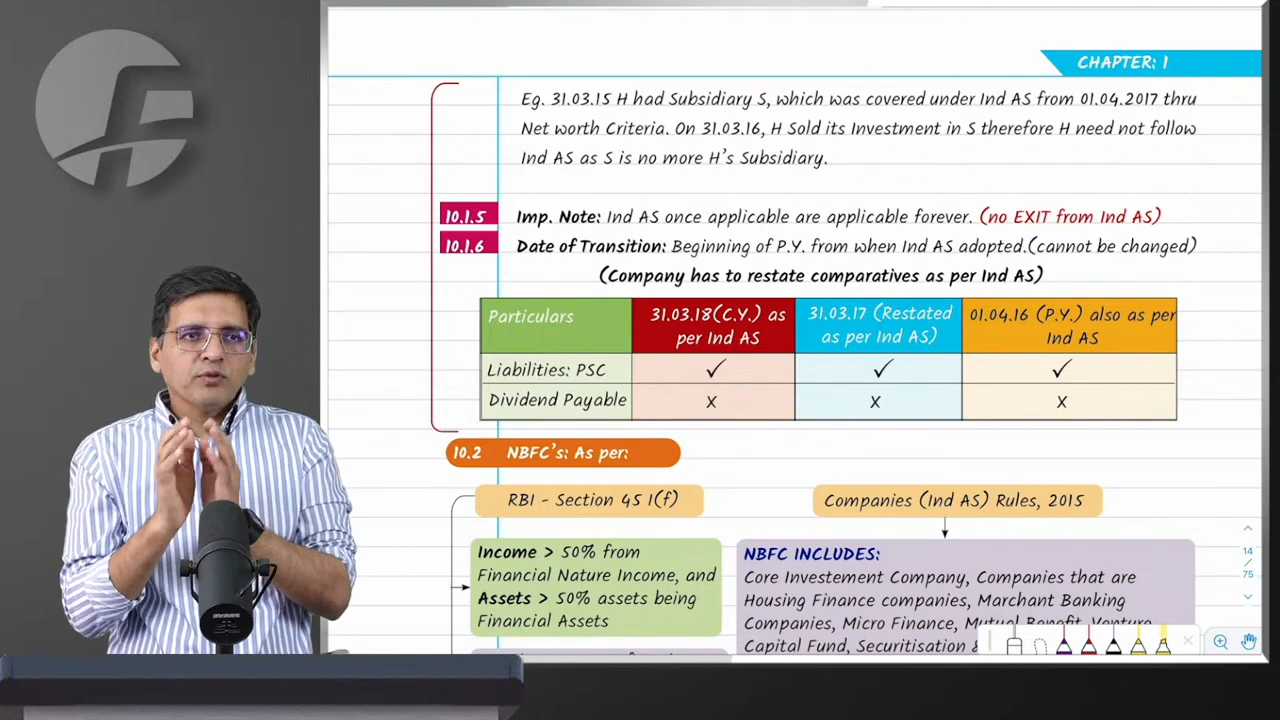 CHAPTER: 1
Eg. 31.03.15 H had Subsidiary S, which was covered under Ind AS from 01.04.2017 thru
Net worth Criteria. On 31.03.16, H Sold its Investment in S therefore H need not follow
Ind AS as S is no more H's Subsidiary.
10.1.5 Imp. Note: Ind AS once applicable are applicable forever. (no EXIT from Ind AS)
10.1.6 Date of Transition: Beginning of P.Y. from when Ind AS adopted.(cannot be changed)
(Company has to restate comparatives as per Ind AS)
Particulars 31.03.18(C.Y.) as 31.03.17 (Restated 01.04.16 (P.Y.) also as per
per Ind AS as per Ind AS) Ind AS
Liabilities: PSC ✓ ✓ ✓
Dividend Payable x x x
10.2 NBFC's: As per:
RBI - Section 45 I(f) Companies (Ind AS) Rules, 2015
Income > 50% from
Financial Nature Income, and
Assets > 50% assets being
Financial Assets
NBFC INCLUDES:
Core Investement Company, Companies that are
Housing Finance companies, Marchant Banking
Companies, Micro Finance, Mutual Benefit, Venture
Capital Fund, Securitisation &
14
/
75